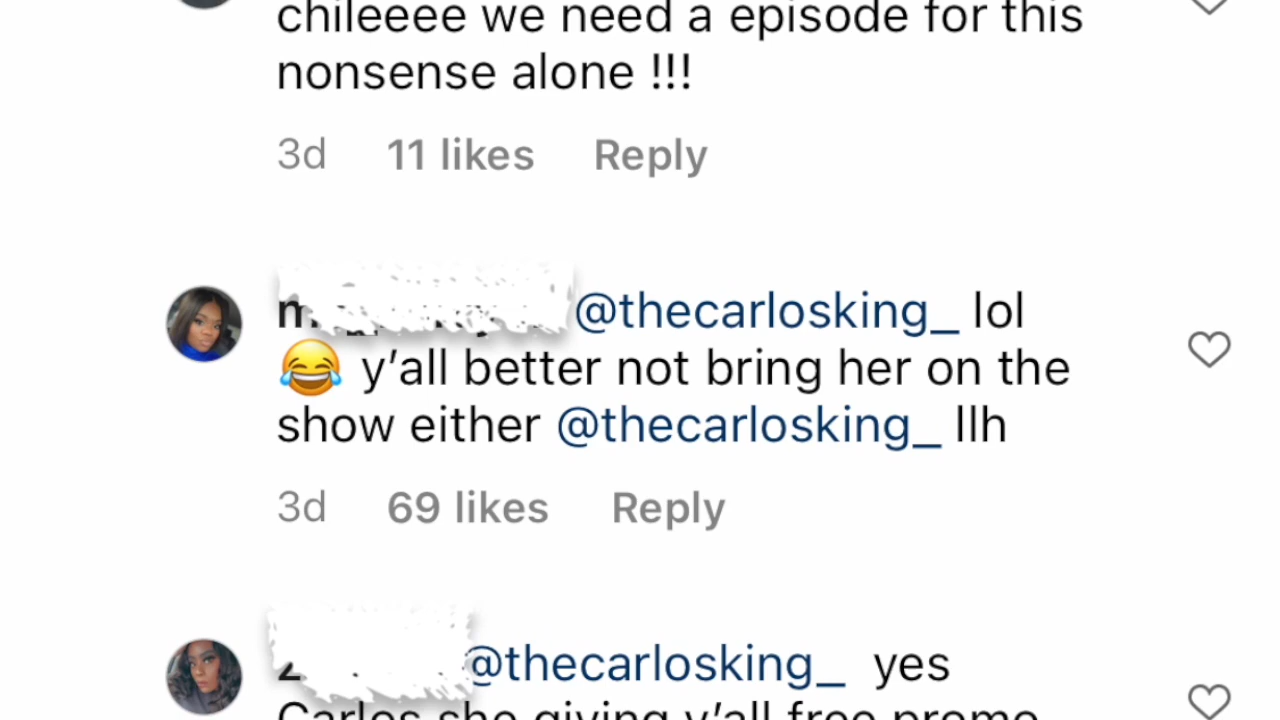 chileeee we need a episode for this
nonsense alone !!!
3d 11 likes Reply
@thecarlosking_ lol
😂 y’all better not bring her on the
show either @thecarlosking_ llh
3d 69 likes Reply
@thecarlosking_ yes
Carlos she giving y’all free promo